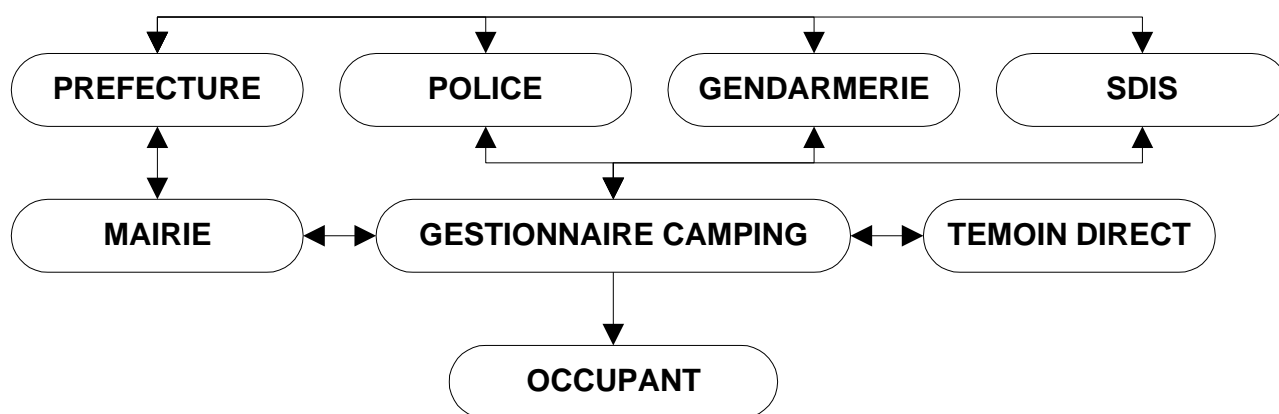 PREFECTURE
POLICE
GENDARMERIE
SDIS
MAIRIE
GESTIONNAIRE CAMPING
TEMOIN DIRECT
OCCUPANT